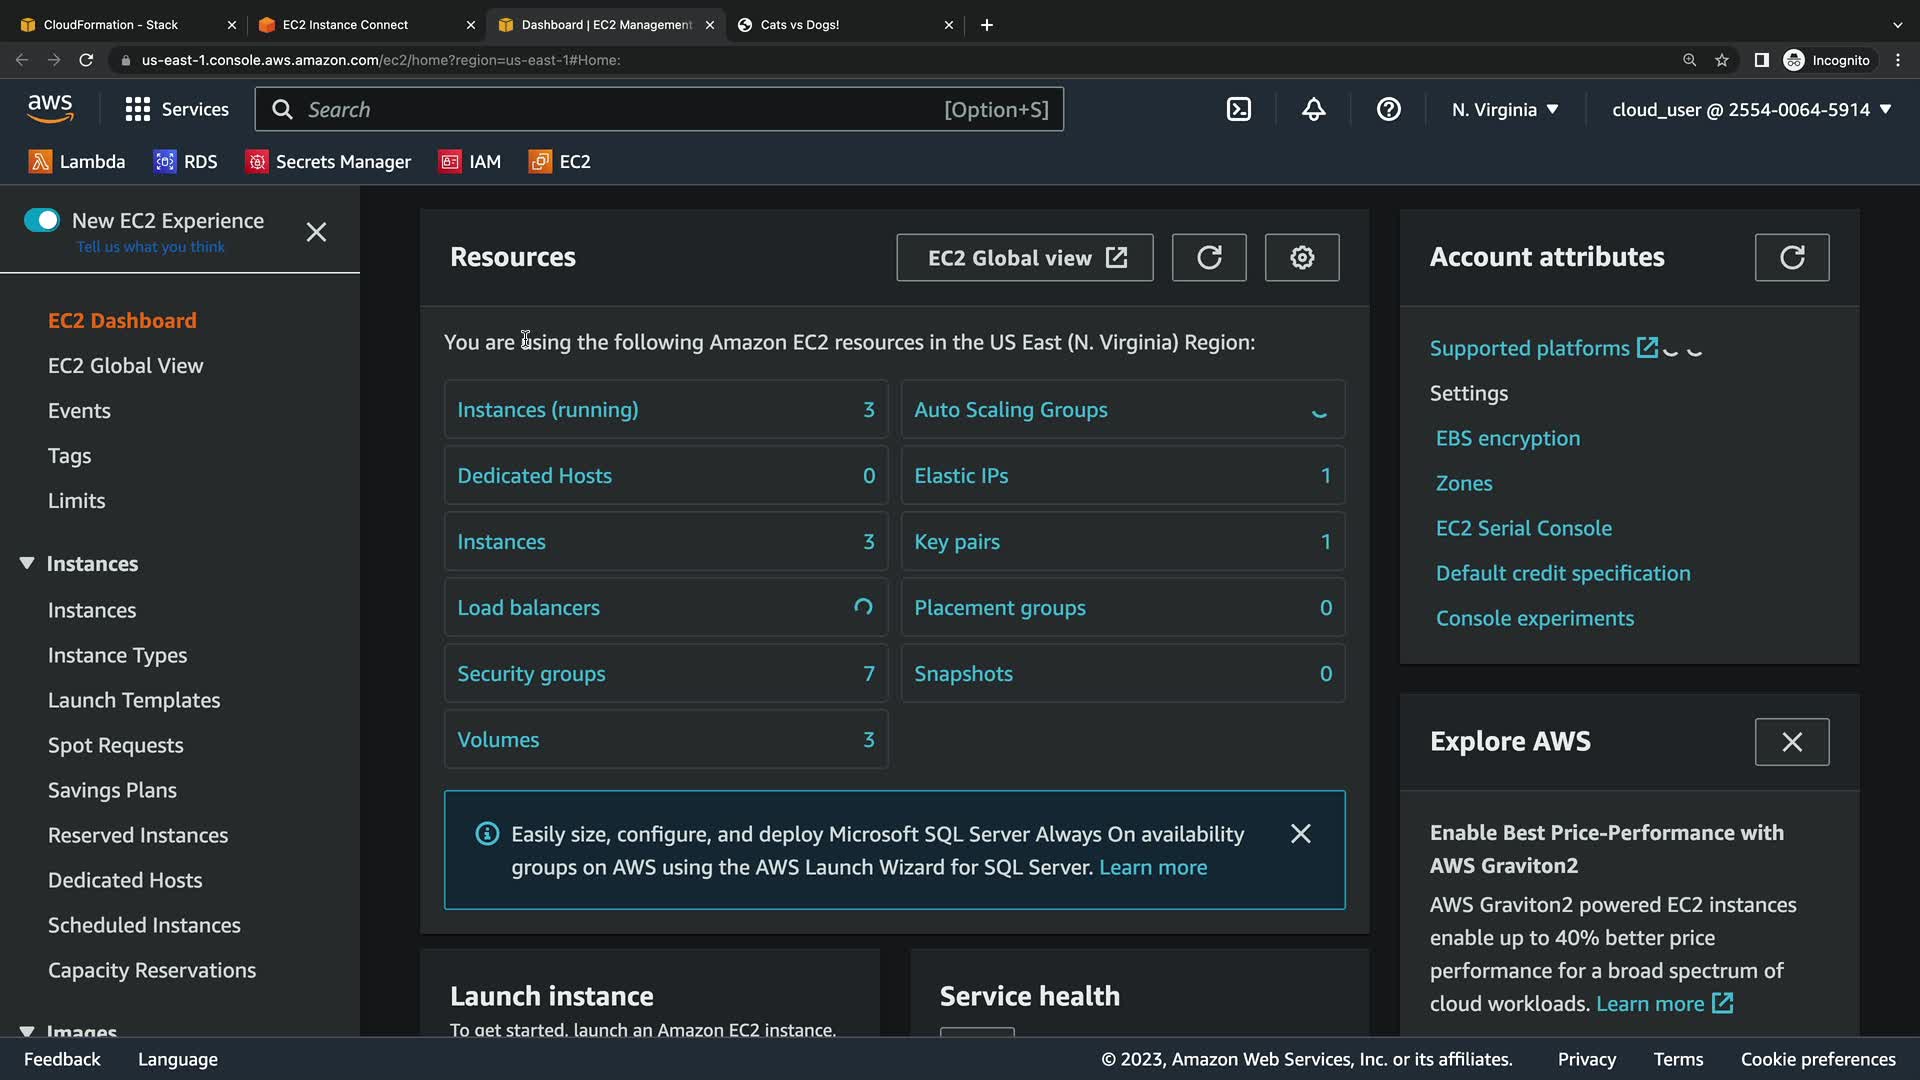 CloudFormation - Stack
EC2 Instance Connect
Dashboard | EC2 Management
Cats vs Dogs!
us-east-1.console.aws.amazon.com/ec2/home?region=us-east-1#Home:
Incognito
aws
Services
Search
[Option+S]
N. Virginia
cloud_user @ 2554-0064-5914
Lambda
RDS
Secrets Manager
IAM
EC2
New EC2 Experience
Tell us what you think
EC2 Dashboard
EC2 Global View
Events
Tags
Limits
Instances
Instances
Instance Types
Launch Templates
Spot Requests
Savings Plans
Reserved Instances
Dedicated Hosts
Scheduled Instances
Capacity Reservations
Images
Resources
EC2 Global view
You are using the following Amazon EC2 resources in the US East (N. Virginia) Region:
Instances (running) 3
Auto Scaling Groups
Dedicated Hosts 0
Elastic IPs 1
Instances 3
Key pairs 1
Load balancers
Placement groups 0
Security groups 7
Snapshots 0
Volumes 3
Easily size, configure, and deploy Microsoft SQL Server Always On availability
groups on AWS using the AWS Launch Wizard for SQL Server. Learn more
Launch instance
To get started, launch an Amazon EC2 instance.
Service health
Account attributes
Supported platforms
Settings
EBS encryption
Zones
EC2 Serial Console
Default credit specification
Console experiments
Explore AWS
Enable Best Price-Performance with
AWS Graviton2
AWS Graviton2 powered EC2 instances
enable up to 40% better price
performance for a broad spectrum of
cloud workloads. Learn more
Feedback
Language
© 2023, Amazon Web Services, Inc. or its affiliates.
Privacy
Terms
Cookie preferences